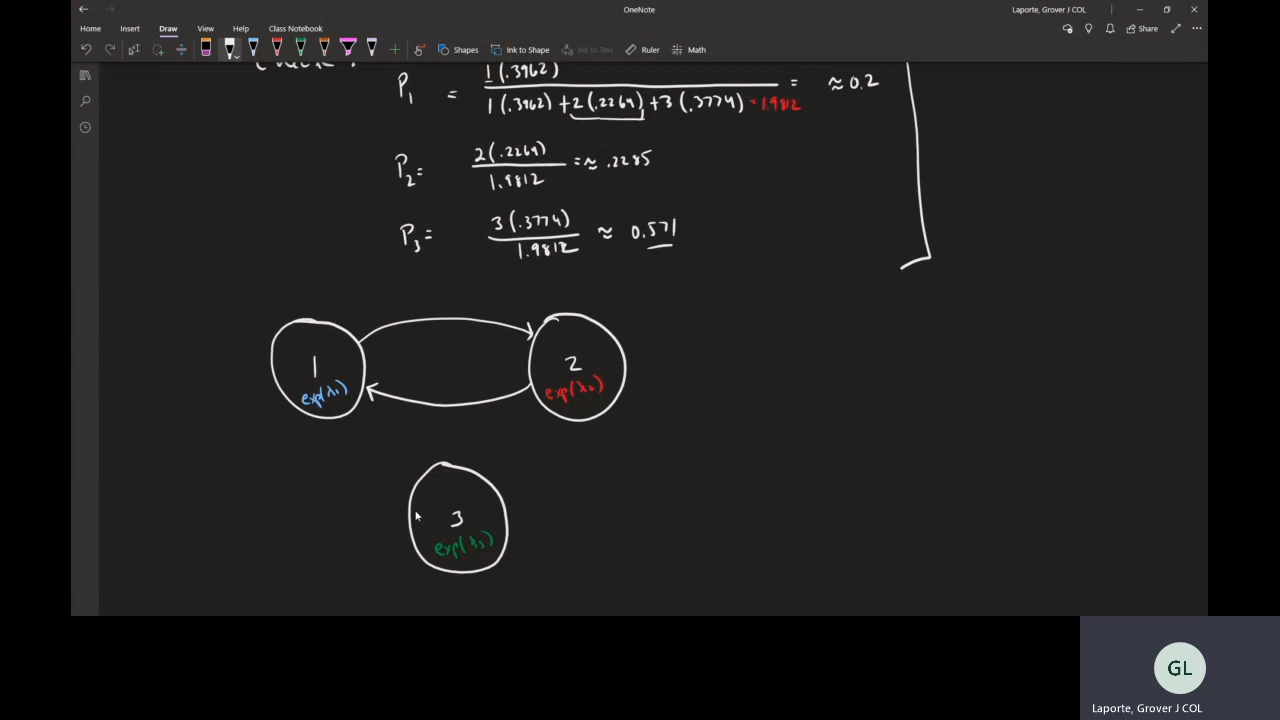 OneNote
Laporte, Grover J COL
Home Insert Draw View Help Class Notebook
Share
Shapes Ink to Shape Ink to Text Ruler Math
P1 = 1(.3962) / 1(.3962) + 2(.2264) + 3(.3774) = 1.9812 = ≈ 0.2
P2 = 2(.2264) / 1.9812 = ≈ .2285
P3 = 3(.3774) / 1.9812 ≈ 0.571
1
exp(λ1)
2
exp(λ2)
3
exp(λ3)
GL
Laporte, Grover J COL